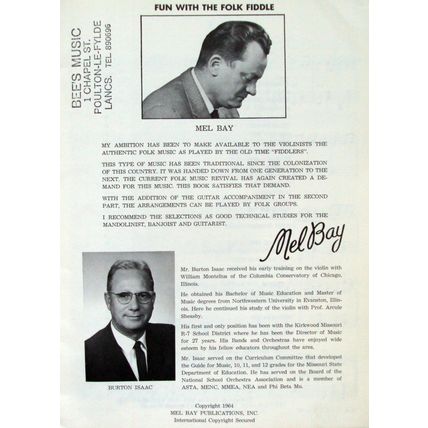 FUN WITH THE FOLK FIDDLE
BEE'S MUSIC
1 CHAPEL ST.
POULTON-LE-FYLDE
LANCS. TEL 890696
MEL BAY
MY AMBITION HAS BEEN TO MAKE AVAILABLE TO THE VIOLINISTS THE
AUTHENTIC FOLK MUSIC AS PLAYED BY THE OLD TIME "FIDDLERS".
THIS TYPE OF MUSIC HAS BEEN TRADITIONAL SINCE THE COLONIZATION
OF THIS COUNTRY. IT WAS HANDED DOWN FROM ONE GENERATION TO THE
NEXT. THE CURRENT FOLK MUSIC REVIVAL HAS AGAIN CREATED A DE-
MAND FOR THIS MUSIC. THIS BOOK SATISFIES THAT DEMAND.
WITH THE ADDITION OF THE GUITAR ACCOMPANIMENT IN THE SECOND
PART, THE ARRANGEMENTS CAN BE PLAYED BY FOLK GROUPS.
I RECOMMEND THE SELECTIONS AS GOOD TECHNICAL STUDIES FOR THE
MANDOLINIST, BANJOIST AND GUITARIST.
Mel Bay
Mr. Burton Isaac received his early training on the violin with
William Montelius of the Columbia Conservatory of Chicago,
Illinois.
He obtained his Bachelor of Music Education and Master of
Music degrees from Northwestern University in Evanston, Illi-
nois. Here he continued his study of the violin with Prof. Arcule
Sheasby.
His first and only position has been with the Kirkwood Missouri
R-7 School District where he has been the Director of Music
for 27 years. His Bands and Orchestras have enjoyed wide
esteem by his fellow educators throughout the area.
Mr. Isaac served on the Curriculum Committee that developed
the Guide for Music, 10, 11, and 12 grades for the Missouri State
Department of Education. He has served on the Board of the
National School Orchestra Association and is a member of
ASTA, MENC, MMEA, NEA and Phi Beta Mu.
BURTON ISAAC
Copyright 1964
MEL BAY PUBLICATIONS, INC.
International Copyright Secured